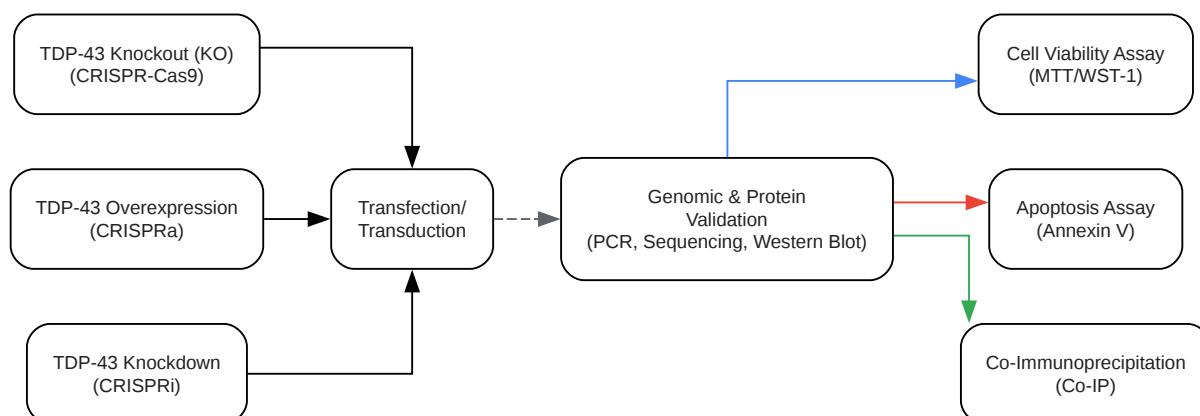 TDP-43 Knockout (KO)
(CRISPR-Cas9)
TDP-43 Overexpression
(CRISPRa)
TDP-43 Knockdown
(CRISPRi)
Transfection/
Transduction
Genomic & Protein
Validation
(PCR, Sequencing, Western Blot)
Cell Viability Assay
(MTT/WST-1)
Apoptosis Assay
(Annexin V)
Co-Immunoprecipitation
(Co-IP)